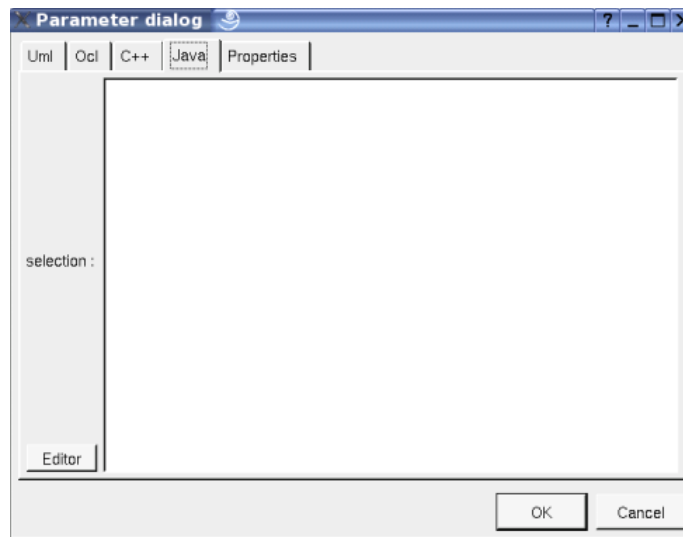 Parameter dialog
Uml Ocl C++ Java Properties
selection :
Editor
OK Cancel